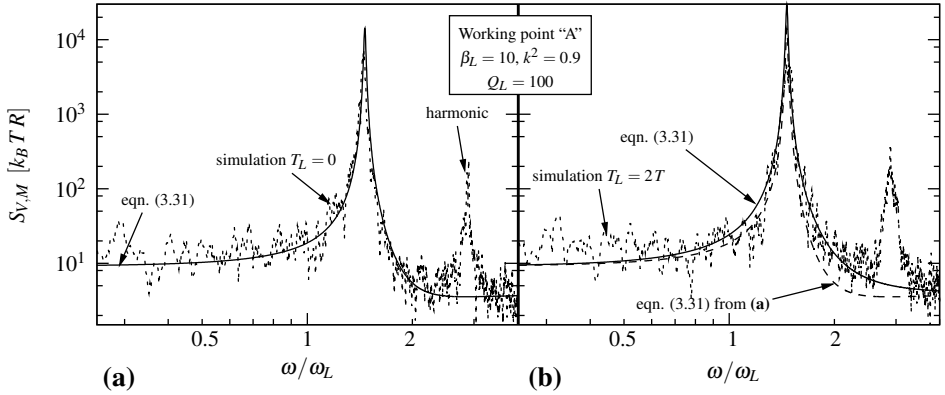 S_{V,M} [k_B T R]
10^4
10^3
10^2
10^1
Working point “A”
β_L = 10, k^2 = 0.9
Q_L = 100
harmonic
simulation T_L = 0
eqn. (3.31)
eqn. (3.31)
simulation T_L = 2T
eqn. (3.31) from (a)
0.5 1 2
0.5 1 2
(a) ω/ω_L
(b) ω/ω_L